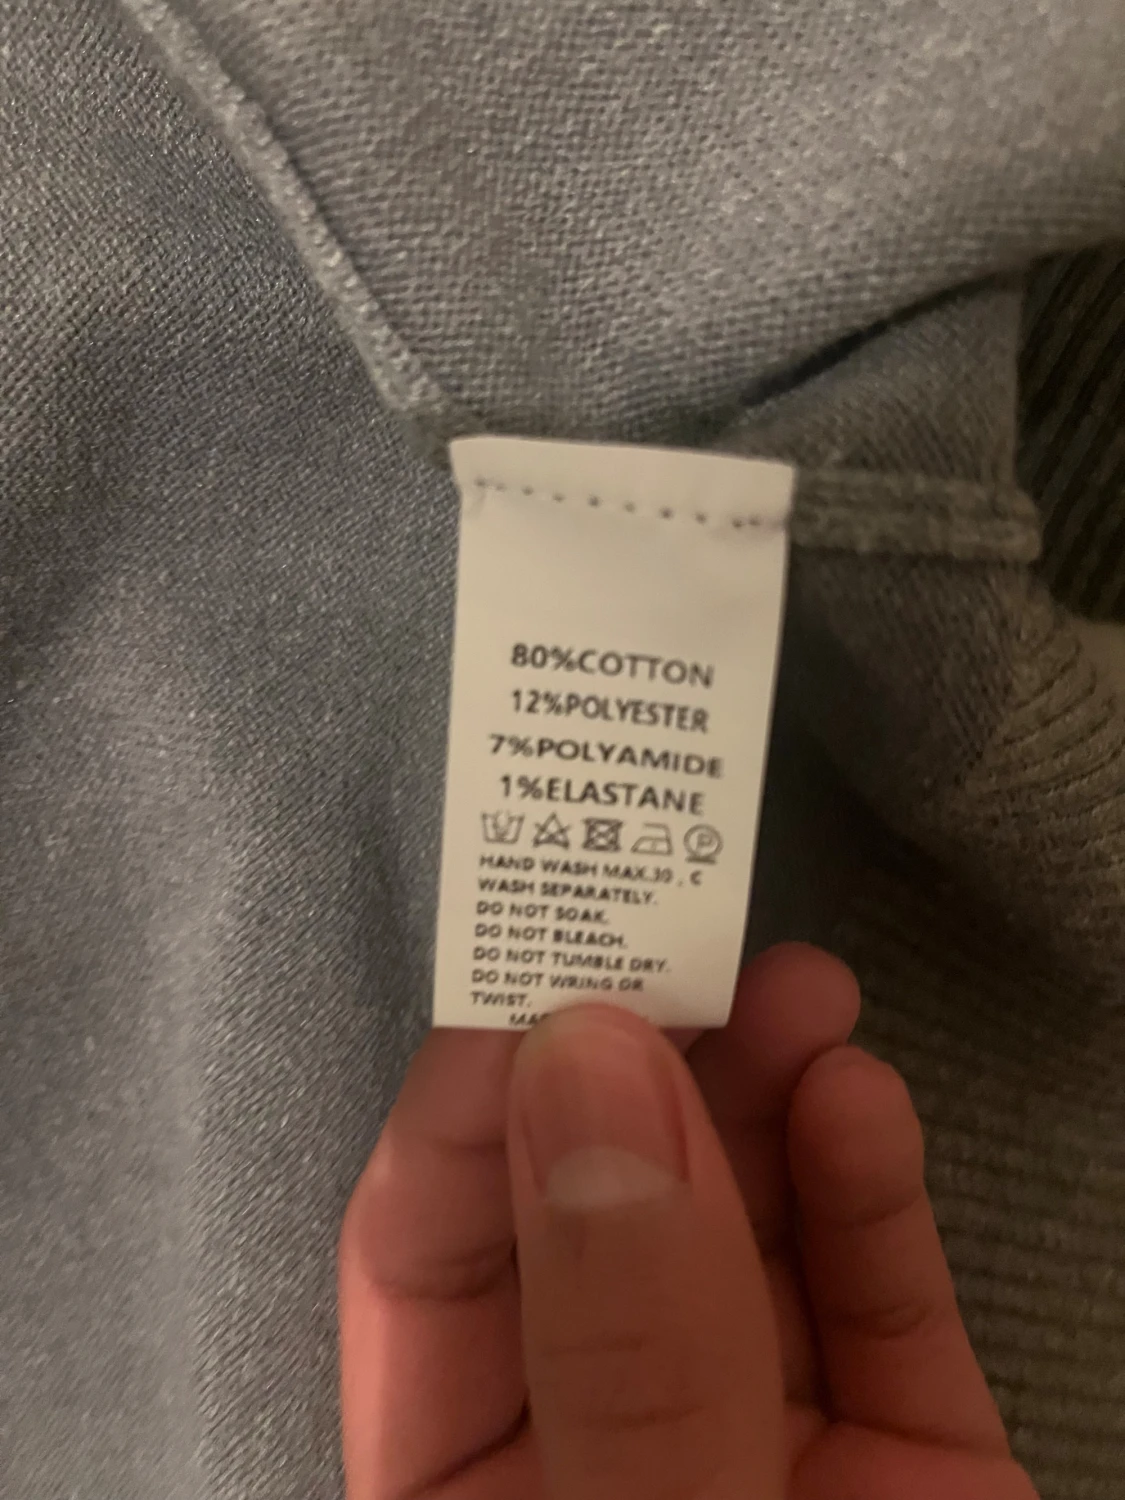 80%COTTON
12%POLYESTER
7%POLYAMIDE
1%ELASTANE
P
HAND WASH MAX.30 . C
WASH SEPARATELY.
DO NOT SOAK.
DO NOT BLEACH.
DO NOT TUMBLE DRY.
DO NOT WRING OR
TWIST.